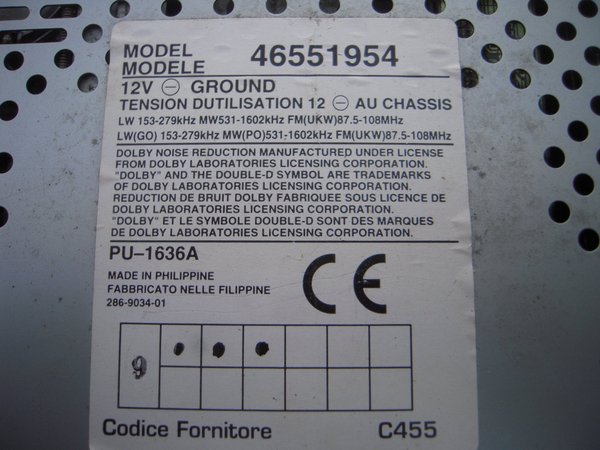 MODEL
MODELE 46551954
12V ⊖ GROUND
TENSION DUTILISATION 12 ⊖ AU CHASSIS
LW 153-279kHz MW531-1602kHz FM(UKW)87.5-108MHz
LW(GO) 153-279kHz MW(PO)531-1602kHz FM(UKW)87.5-108MHz
DOLBY NOISE REDUCTION MANUFACTURED UNDER LICENSE
FROM DOLBY LABORATORIES LICENSING CORPORATION.
"DOLBY" AND THE DOUBLE-D SYMBOL ARE TRADEMARKS
OF DOLBY LABORATORIES LICENSING CORPORATION.
REDUCTION DE BRUIT DOLBY FABRIQUEE SOUS LICENCE DE
DOLBY LABORATORIES LICENSING CORPORATION.
"DOLBY" ET LE SYMBOLE DOUBLE-D SONT DES MARQUES
DE DOLBY LABORATORIES LICENSING CORPORATION.
PU-1636A
MADE IN PHILIPPINE
FABBRICATO NELLE FILIPPINE
286-9034-01
CE
9
Codice Fornitore C455